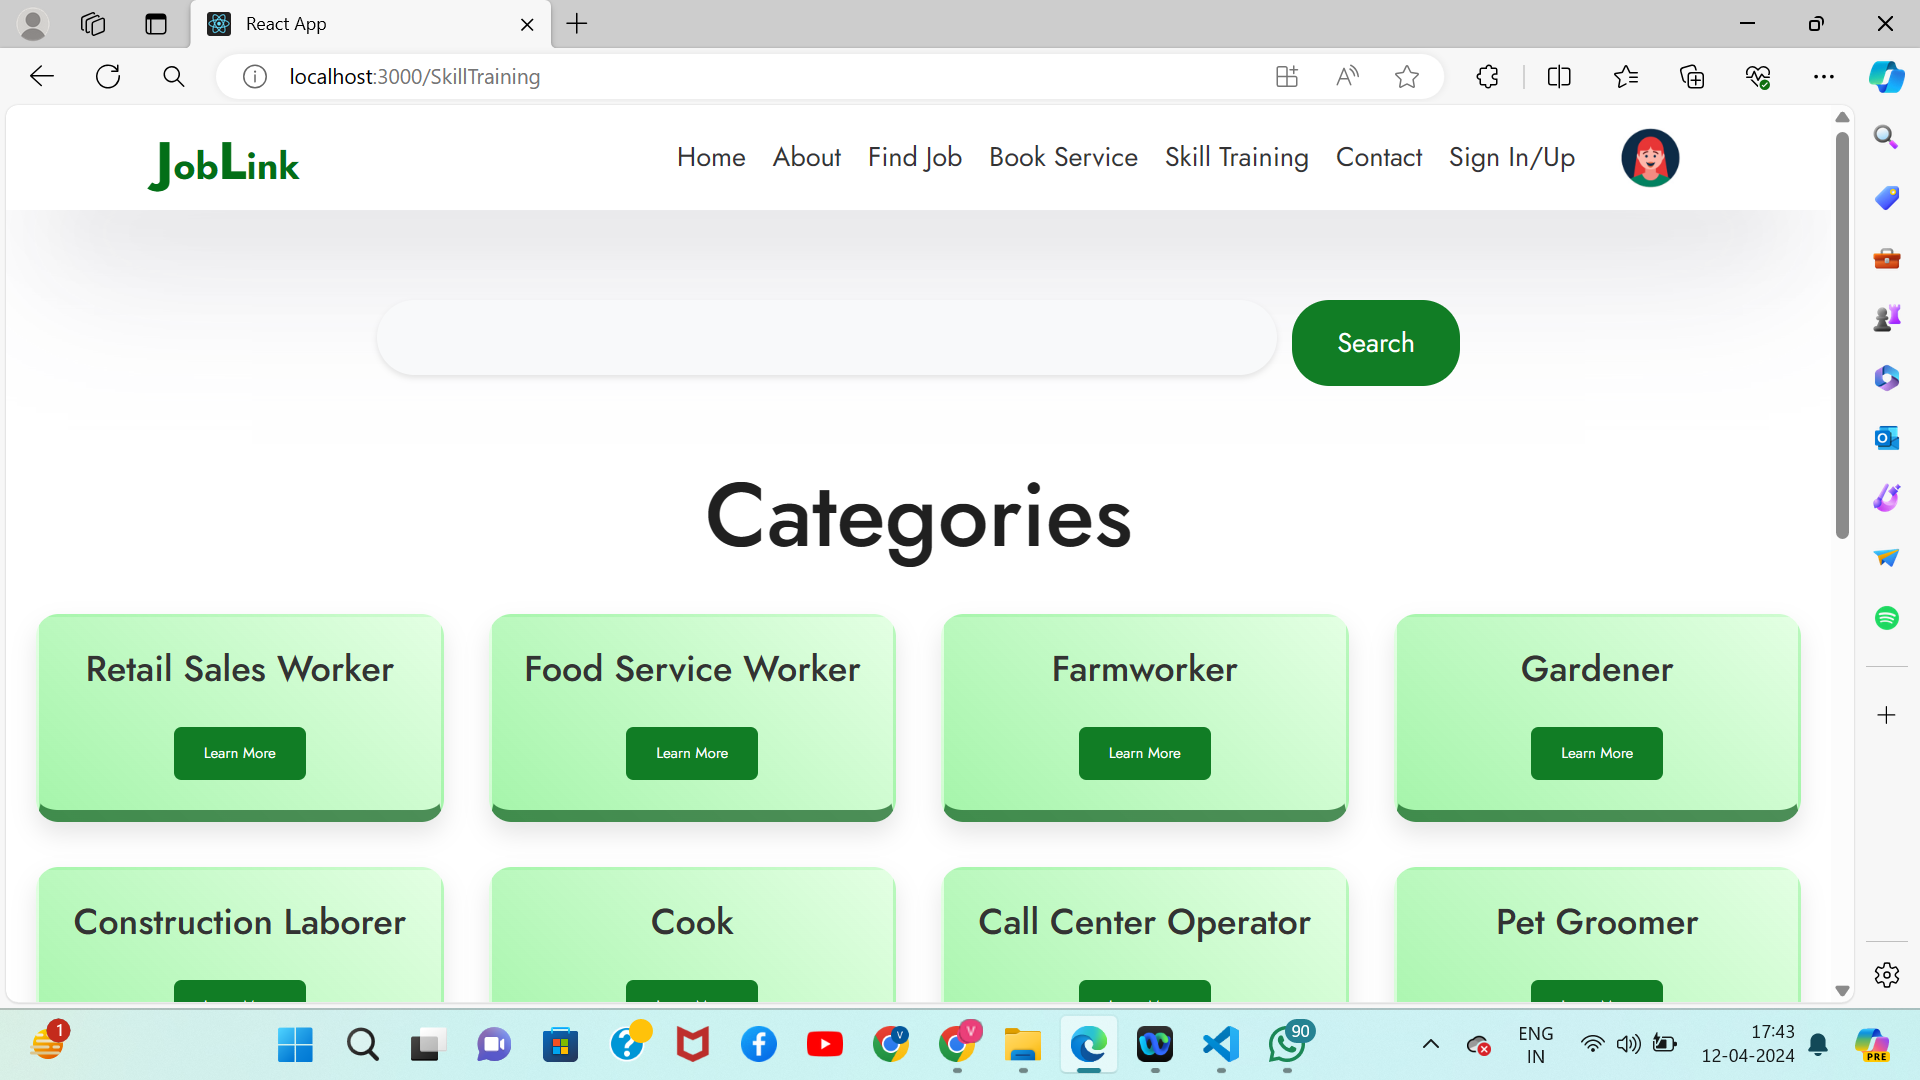 React App
localhost:3000/SkillTraining
JobLink
Home About Find Job Book Service Skill Training Contact Sign In/Up
Search
Categories
Retail Sales Worker
Food Service Worker
Farmworker
Gardener
Learn More
Learn More
Learn More
Learn More
Construction Laborer
Cook
Call Center Operator
Pet Groomer
1
V
V
90
ENG
IN
17:43
12-04-2024
PRE